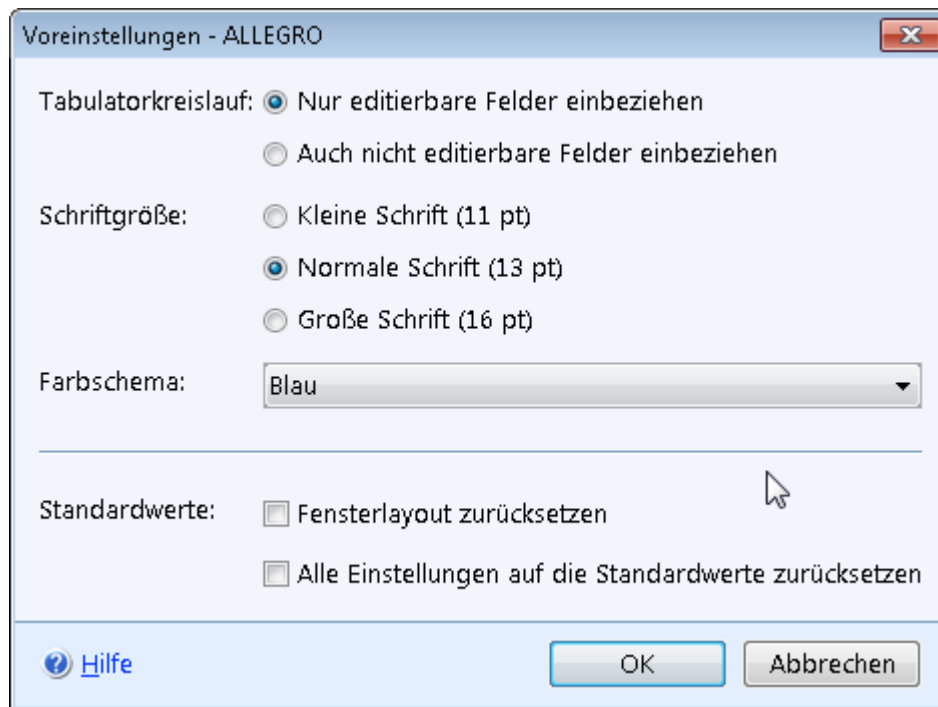 Voreinstellungen - ALLEGRO
Tabulatorkreislauf: Nur editierbare Felder einbeziehen
Auch nicht editierbare Felder einbeziehen
Schriftgröße: Kleine Schrift (11 pt)
Normale Schrift (13 pt)
Große Schrift (16 pt)
Farbschema: Blau
Standardwerte: Fensterlayout zurücksetzen
Alle Einstellungen auf die Standardwerte zurücksetzen
Hilfe OK Abbrechen